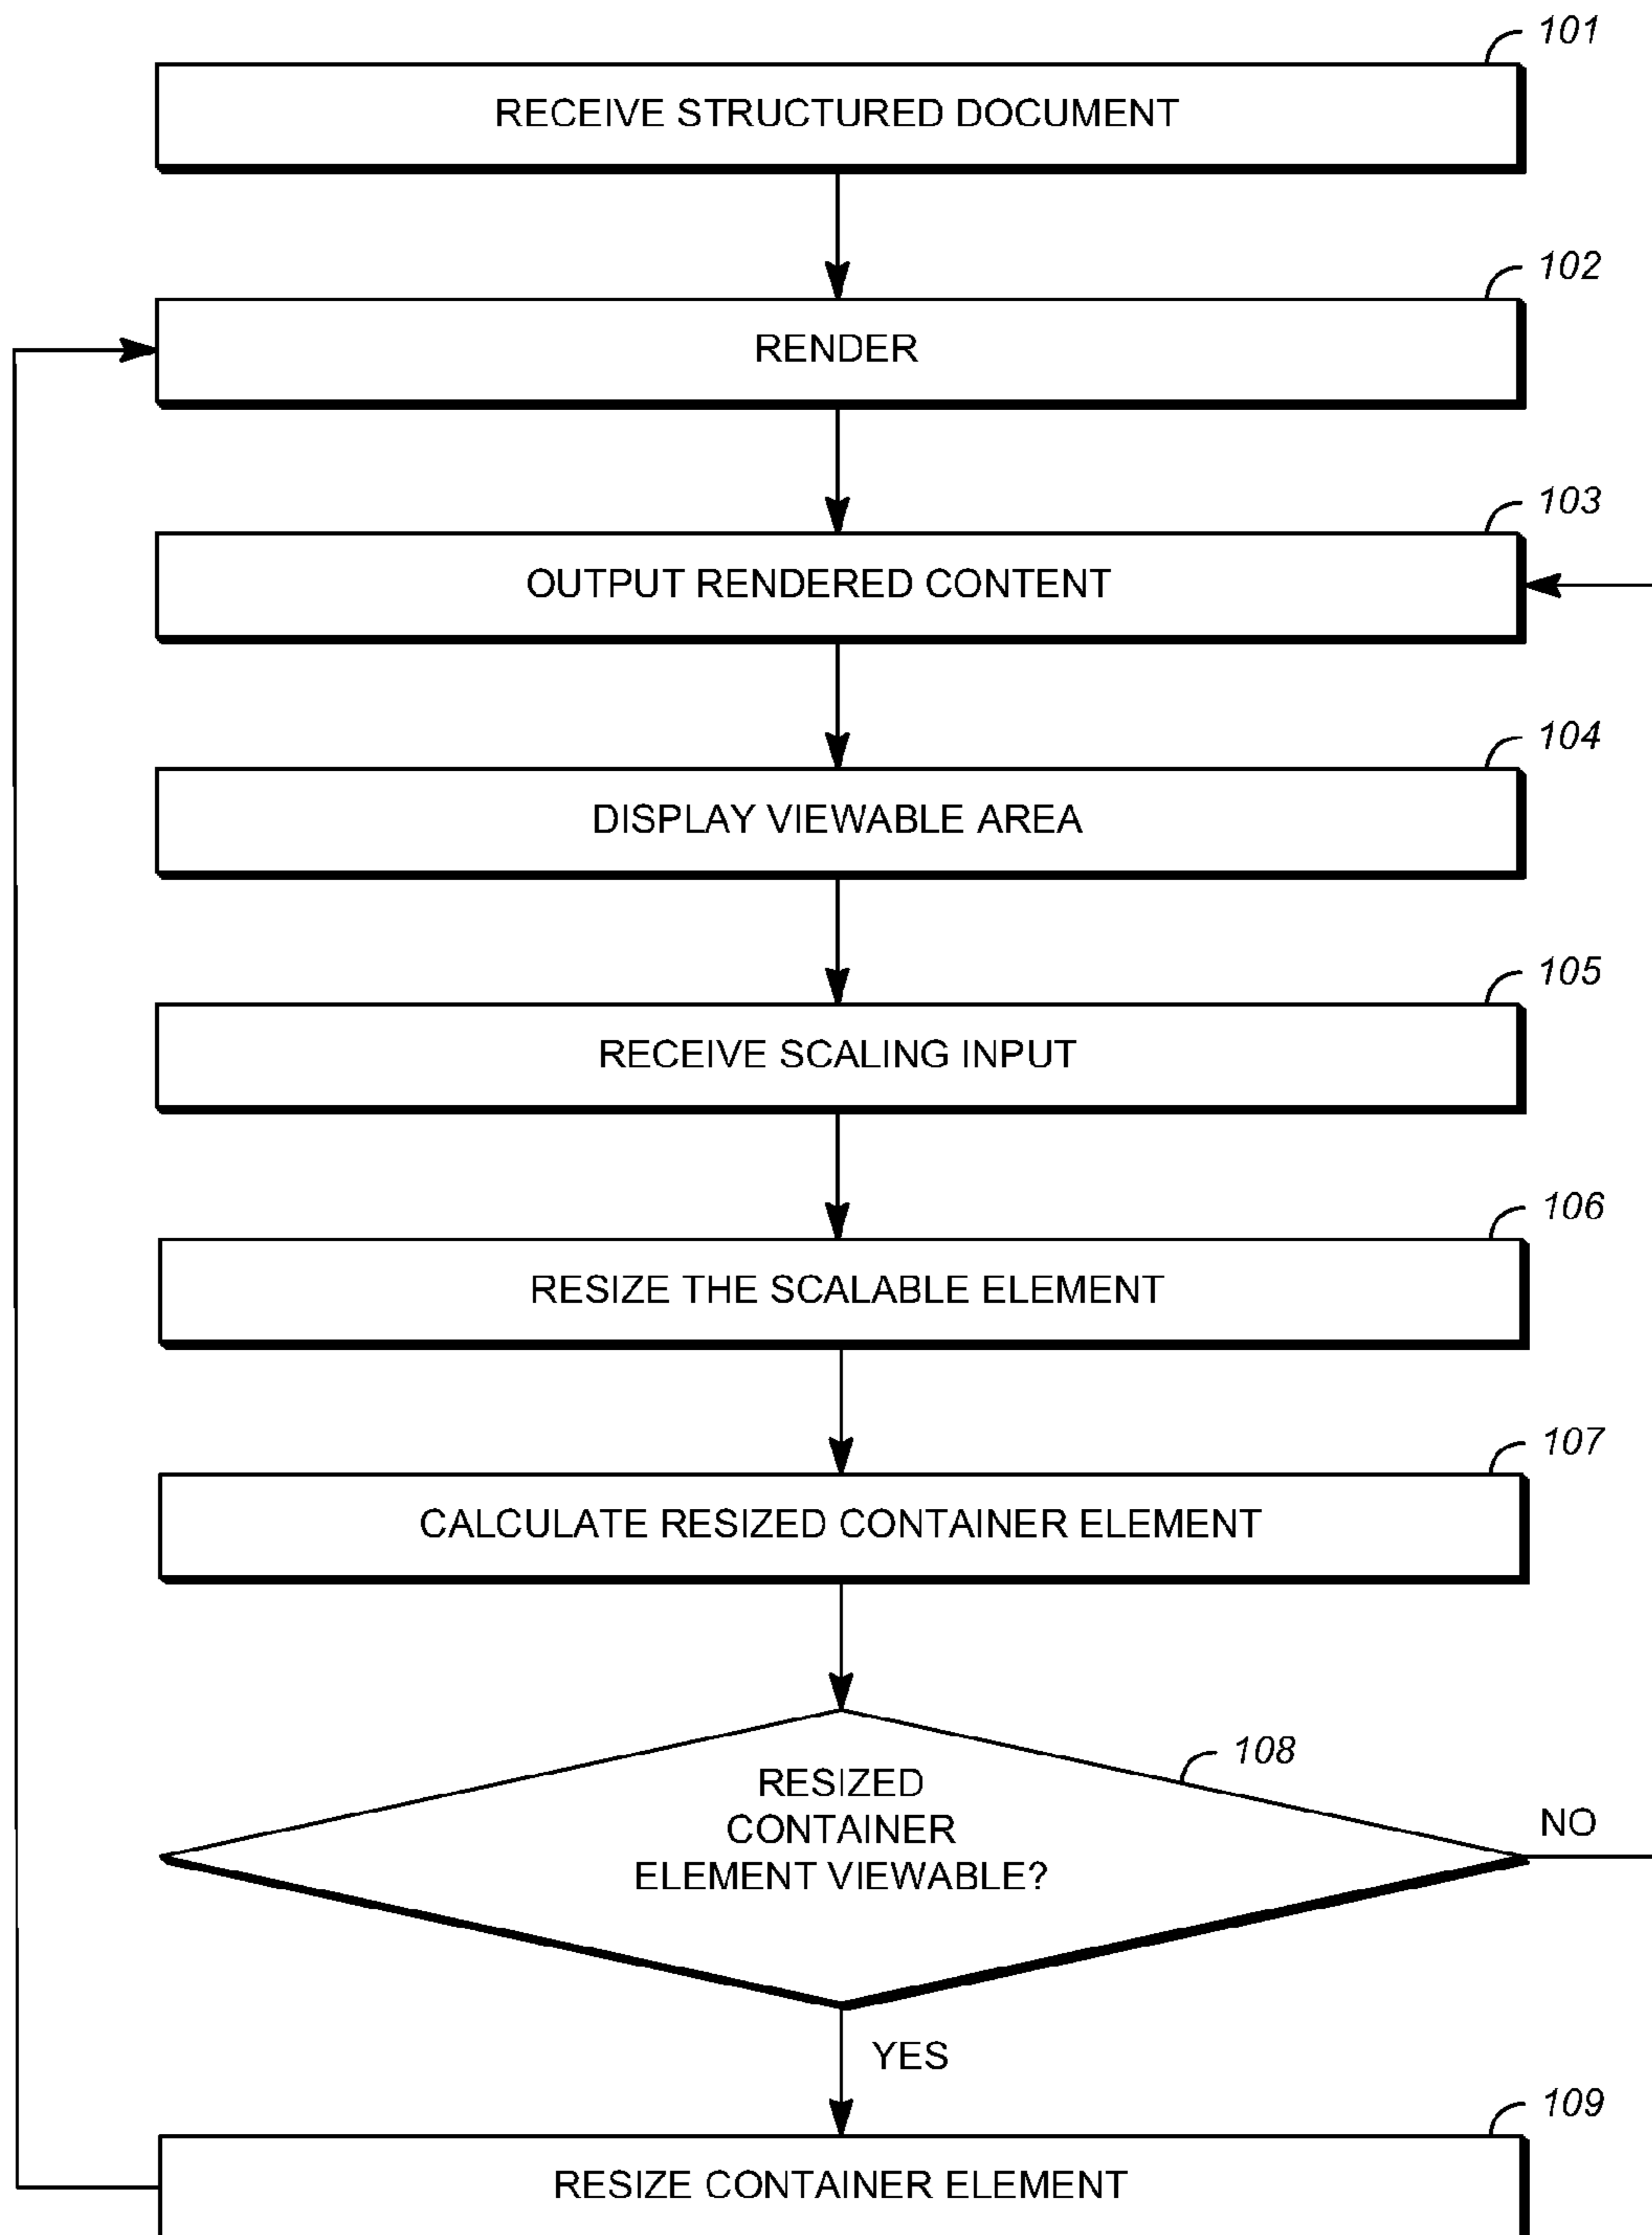 101
RECEIVE STRUCTURED DOCUMENT
102
RENDER
103
OUTPUT RENDERED CONTENT
104
DISPLAY VIEWABLE AREA
105
RECEIVE SCALING INPUT
106
RESIZE THE SCALABLE ELEMENT
107
CALCULATE RESIZED CONTAINER ELEMENT
108
RESIZED
CONTAINER
ELEMENT VIEWABLE?
NO
YES
109
RESIZE CONTAINER ELEMENT